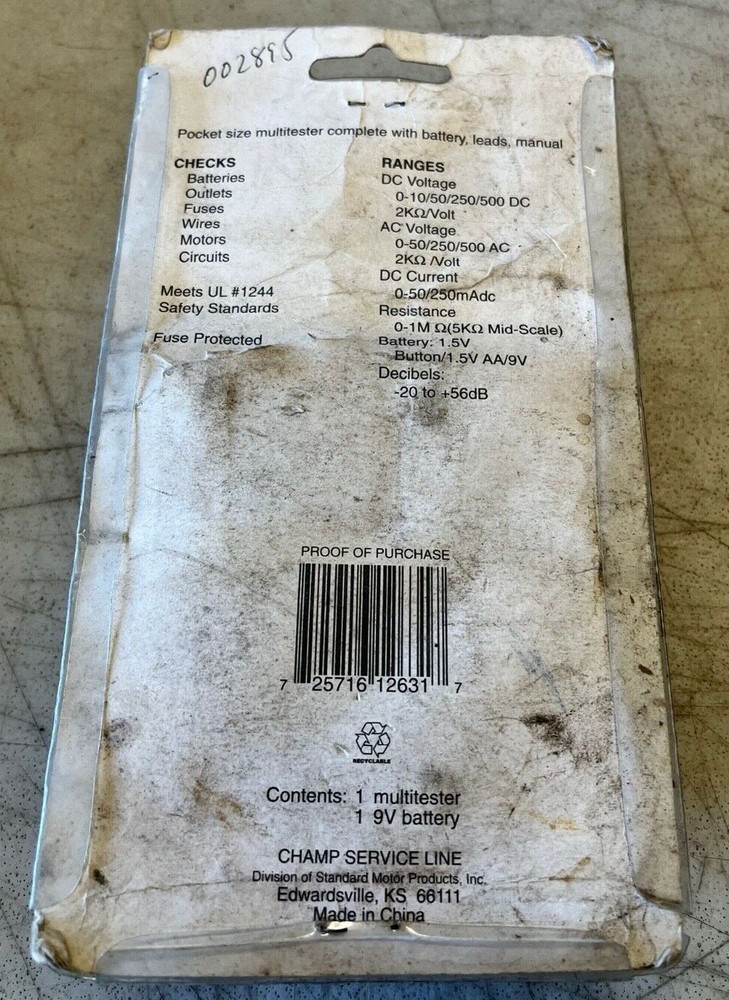 002895
Pocket size multitester complete with battery, leads, manual
CHECKS
Batteries
Outlets
Fuses
Wires
Motors
Circuits
Meets UL #1244
Safety Standards
Fuse Protected
RANGES
DC Voltage
0-10/50/250/500 DC
2KΩ/Volt
AC Voltage
0-50/250/500 AC
2KΩ /Volt
DC Current
0-50/250mAdc
Resistance
0-1M Ω(5KΩ Mid-Scale)
Battery: 1.5V
Button/1.5V AA/9V
Decibels:
-20 to +56dB
PROOF OF PURCHASE
7 25716 12631 7
RECYCLABLE
Contents: 1 multitester
1 9V battery
CHAMP SERVICE LINE
Division of Standard Motor Products, Inc.
Edwardsville, KS 66111
Made in China